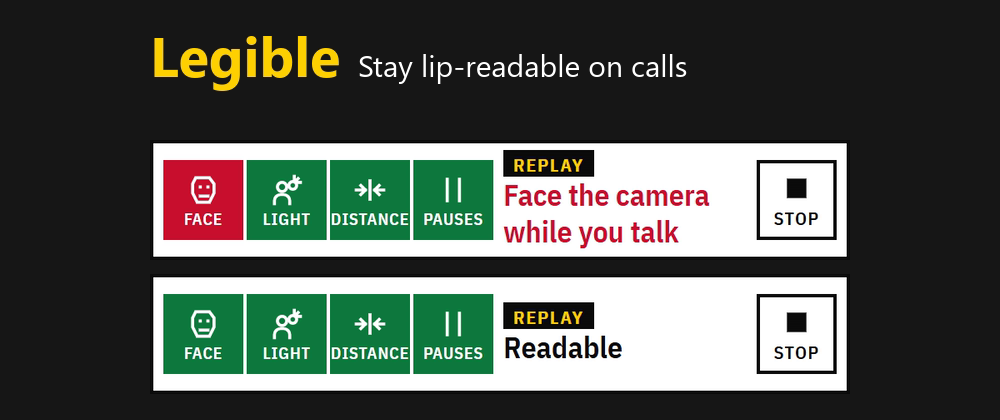 Legible Stay lip-readable on calls
REPLAY
Face the camera
while you talk
FACE LIGHT DISTANCE PAUSES STOP
REPLAY
Readable
FACE LIGHT DISTANCE PAUSES STOP